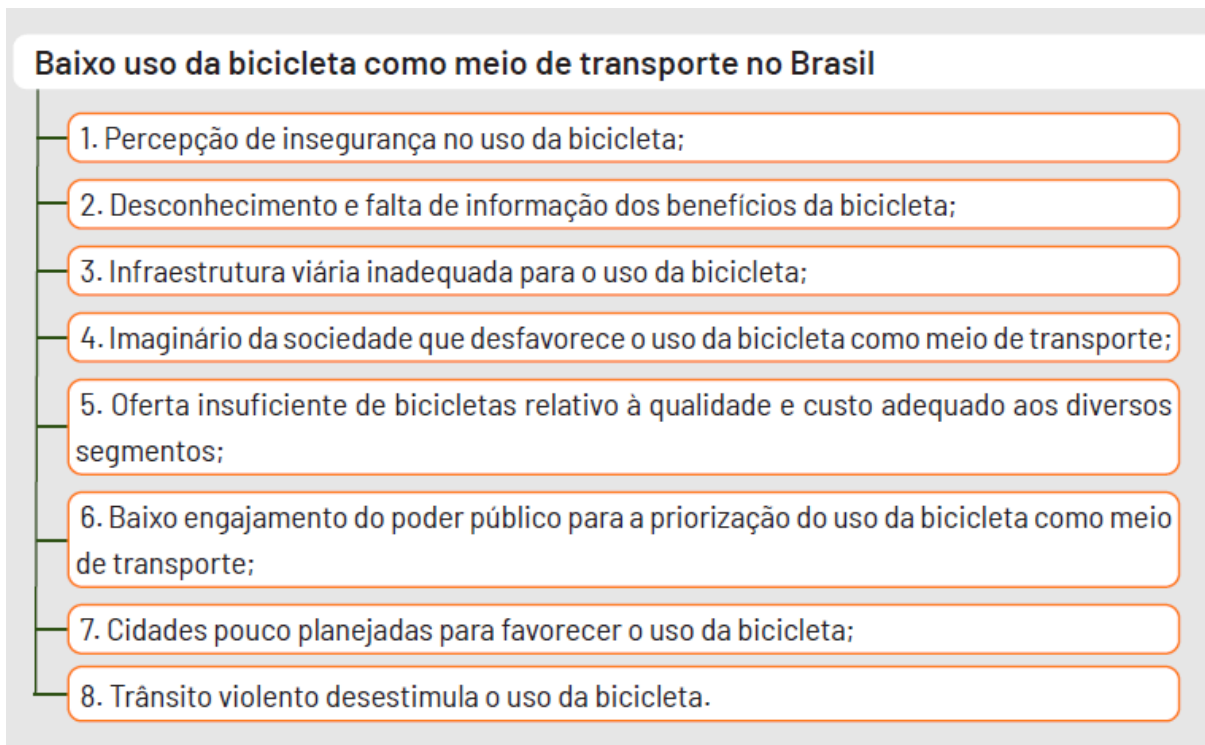 Baixo uso da bicicleta como meio de transporte no Brasil
1. Percepção de insegurança no uso da bicicleta;
2. Desconhecimento e falta de informação dos benefícios da bicicleta;
3. Infraestrutura viária inadequada para o uso da bicicleta;
4. Imaginário da sociedade que desfavorece o uso da bicicleta como meio de transporte;
5. Oferta insuficiente de bicicletas relativo à qualidade e custo adequado aos diversos
segmentos;
6. Baixo engajamento do poder público para a priorização do uso da bicicleta como meio
de transporte;
7. Cidades pouco planejadas para favorecer o uso da bicicleta;
8. Trânsito violento desestimula o uso da bicicleta.